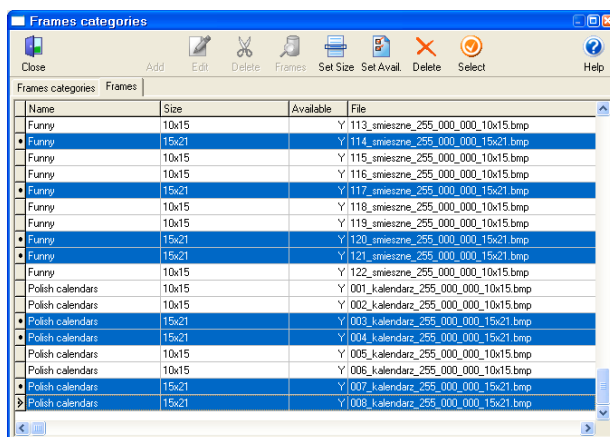 Frames categories
Close Add Edit Delete Frames Set Size Set Avail. Delete Select Help
Frames categories Frames
Name Size Available File
Funny 10x15 Y 113_smieszne_255_000_000_10x15.bmp
Funny 15x21 Y 114_smieszne_255_000_000_15x21.bmp
Funny 10x15 Y 115_smieszne_255_000_000_10x15.bmp
Funny 10x15 Y 116_smieszne_255_000_000_10x15.bmp
Funny 15x21 Y 117_smieszne_255_000_000_15x21.bmp
Funny 10x15 Y 118_smieszne_255_000_000_10x15.bmp
Funny 10x15 Y 119_smieszne_255_000_000_10x15.bmp
Funny 15x21 Y 120_smieszne_255_000_000_15x21.bmp
Funny 15x21 Y 121_smieszne_255_000_000_15x21.bmp
Funny 10x15 Y 122_smieszne_255_000_000_10x15.bmp
Polish calendars 10x15 Y 001_kalendarz_255_000_000_10x15.bmp
Polish calendars 10x15 Y 002_kalendarz_255_000_000_10x15.bmp
Polish calendars 15x21 Y 003_kalendarz_255_000_000_15x21.bmp
Polish calendars 15x21 Y 004_kalendarz_255_000_000_15x21.bmp
Polish calendars 10x15 Y 005_kalendarz_255_000_000_10x15.bmp
Polish calendars 10x15 Y 006_kalendarz_255_000_000_10x15.bmp
Polish calendars 15x21 Y 007_kalendarz_255_000_000_15x21.bmp
Polish calendars 15x21 Y 008_kalendarz_255_000_000_15x21.bmp